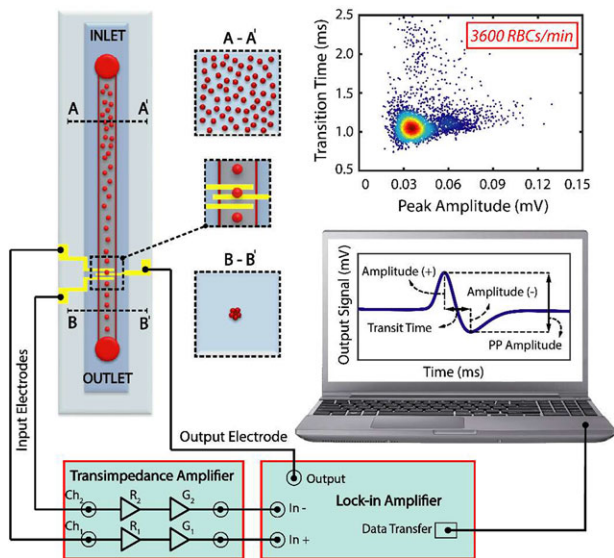 INLET
A
A'
B
B'
OUTLET
Input Electrodes
A - A'
B - B'
Output Electrode
3600 RBCs/min
Transition Time (ms)
2.5
2.0
1.5
1.0
0.5
0
0.03
0.06
0.09
0.12
0.15
Peak Amplitude (mV)
Output Signal (mV)
Amplitude (+)
Amplitude (-)
Transit Time
PP Amplitude
Time (ms)
Transimpedance Amplifier
Ch2
R2
G2
Ch1
R1
G1
Output
Lock-in Amplifier
In -
In +
Data Transfer